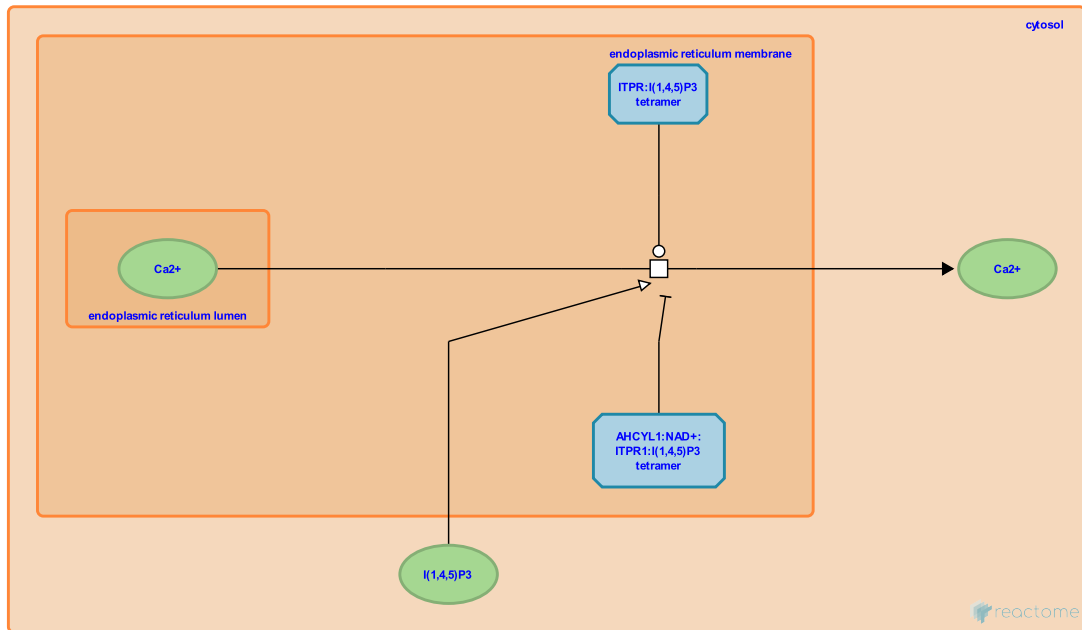 cytosol
endoplasmic reticulum membrane
ITPR:I(1,4,5)P3
tetramer
Ca2+
Ca2+
endoplasmic reticulum lumen
AHCYL1:NAD+:
ITPR1:I(1,4,5)P3
tetramer
I(1,4,5)P3
reactome